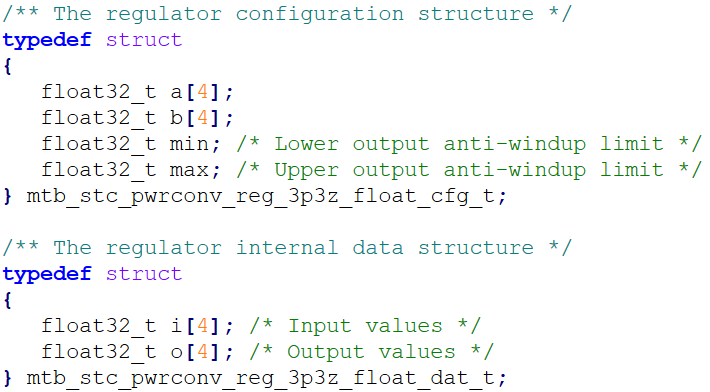 /** The regulator configuration structure */
typedef struct
{
   float32_t a[4];
   float32_t b[4];
   float32_t min; /* Lower output anti-windup limit */
   float32_t max; /* Upper output anti-windup limit */
} mtb_stc_pwrconv_reg_3p3z_float_cfg_t;

/** The regulator internal data structure */
typedef struct
{
   float32_t i[4]; /* Input values */
   float32_t o[4]; /* Output values */
} mtb_stc_pwrconv_reg_3p3z_float_dat_t;